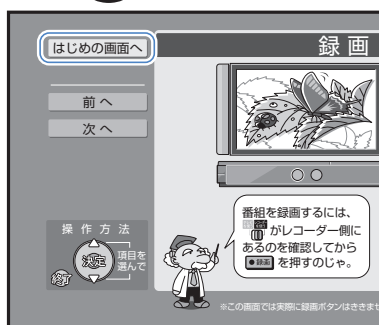 はじめの画面へ
録画
前へ
次へ
操作方法
決定
項目を
選んで
終了
番組を録画するには、
がレコーダー側に
あるのを確認してから
●録画 を押すのじゃ。
※この画面では実際に録画ボタンはききませ